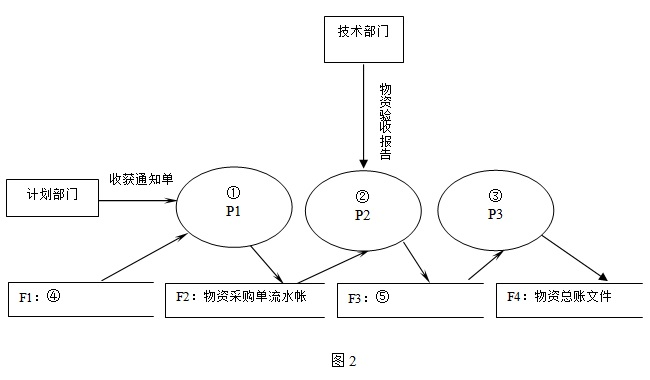 技术部门
物资验收报告
收获通知单
计划部门
①
P1
②
P2
③
P3
F1：④
F2：物资采购单流水帐
F3：⑤
F4：物资总账文件
图 2